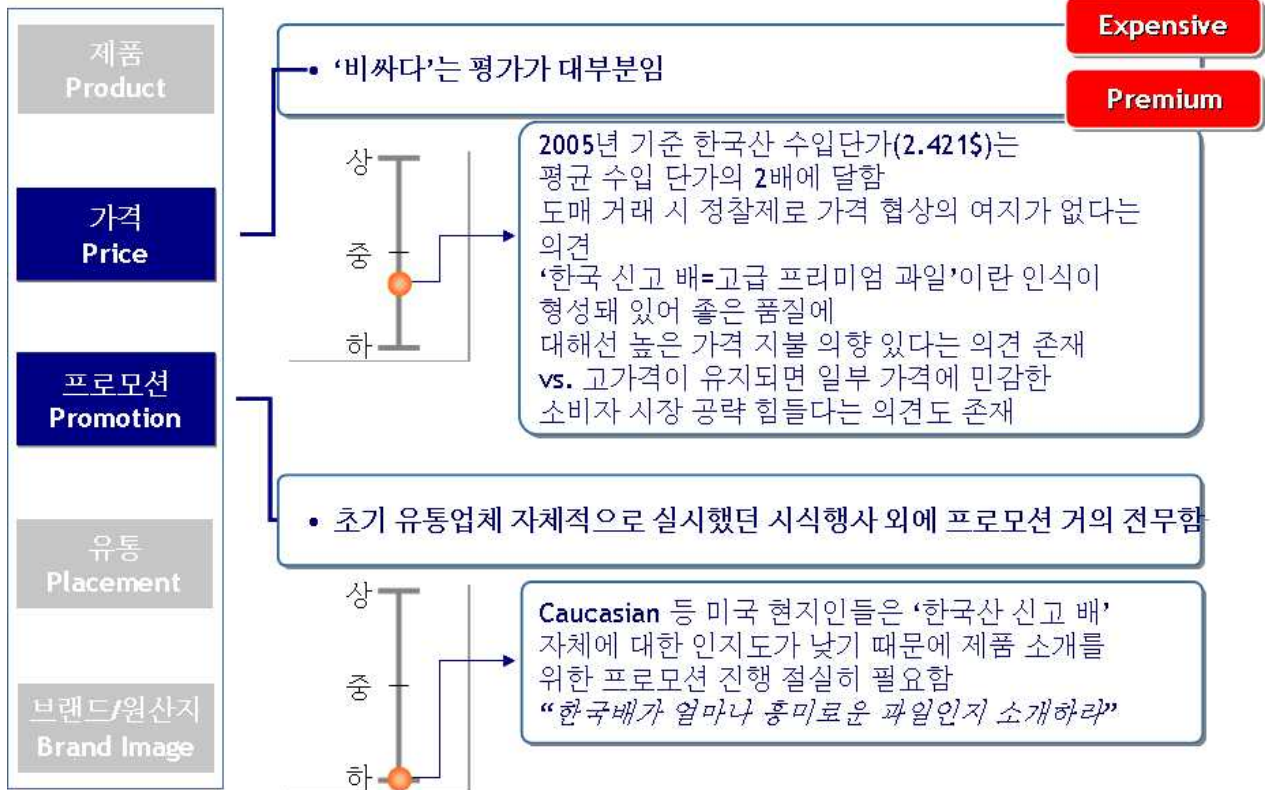 제품
Product
가격
Price
프로모션
Promotion
유통
Placement
브랜드/원산지
Brand Image
Expensive
Premium
• ‘비싸다’는 평가가 대부분임
상
중
하
2005년 기준 한국산 수입단가(2.421$)는
평균 수입 단가의 2배에 달함
도매 거래 시 정찰제로 가격 협상의 여지가 없다는
의견
‘한국 신고 배=고급 프리미엄 과일’이란 인식이
형성돼 있어 좋은 품질에
대해선 높은 가격 지불 의향 있다는 의견 존재
vs. 고가격이 유지되면 일부 가격에 민감한
소비자 시장 공략 힘들다는 의견도 존재
• 초기 유통업체 자체적으로 실시했던 시식행사 외에 프로모션 거의 전무함
상
중
하
Caucasian 등 미국 현지인들은 ‘한국산 신고 배’
자체에 대한 인지도가 낮기 때문에 제품 소개를
위한 프로모션 진행 절실히 필요함
“한국배가 얼마나 흥미로운 과일인지 소개하라”